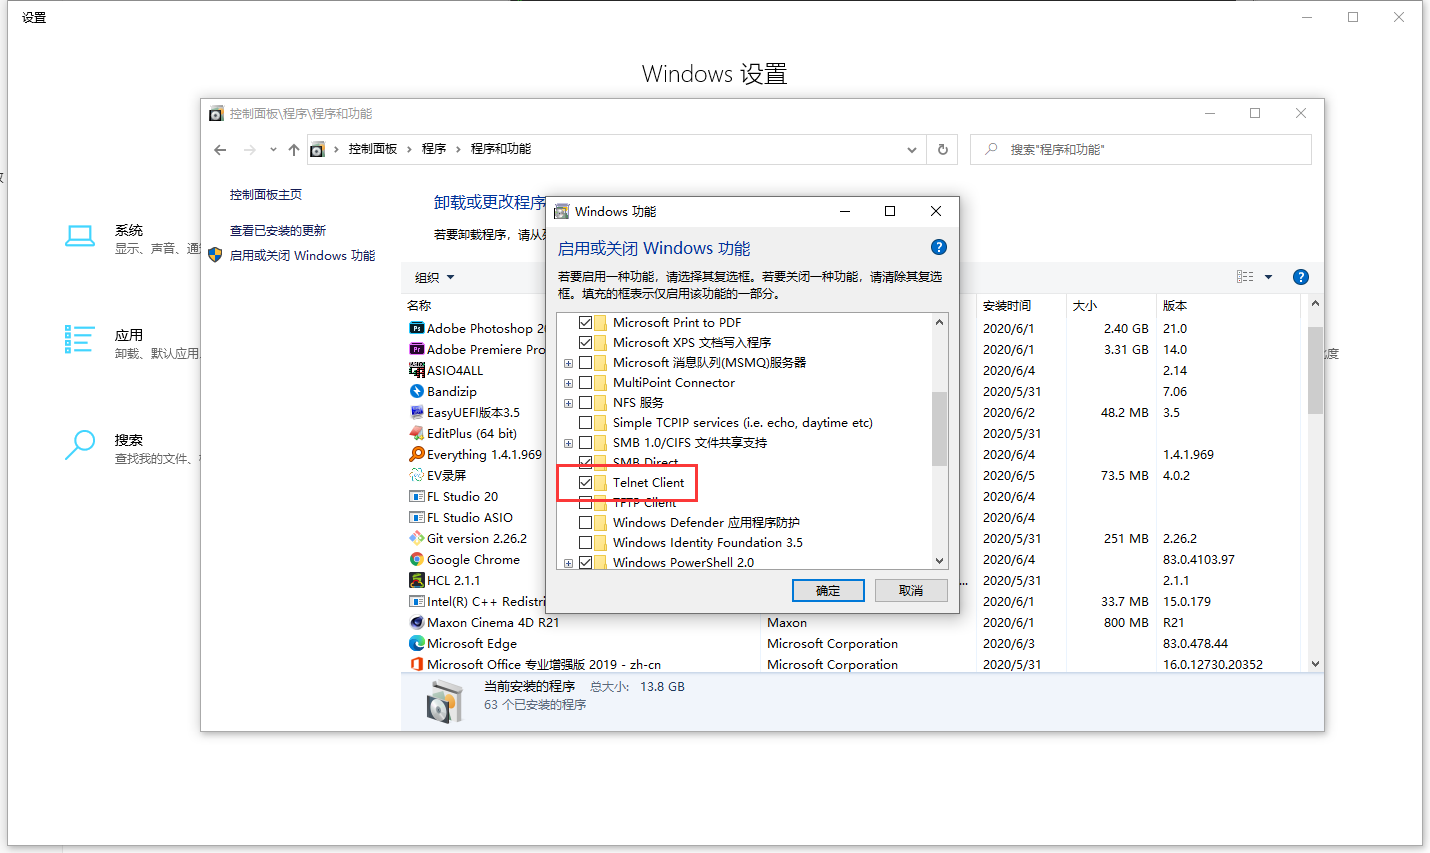 设置
Windows 设置
控制面板\程序\程序和功能
控制面板 › 程序 › 程序和功能
搜索"程序和功能"
控制面板主页
查看已安装的更新
启用或关闭 Windows 功能
系统
显示、声音、通
应用
卸载、默认应用
搜索
查找我的文件、
卸载或更改程序
若要卸载程序，请从
组织
名称
安装时间
大小
版本
Adobe Photoshop 2
2020/6/1
2.40 GB
21.0
Adobe Premiere Pro
2020/6/1
3.31 GB
14.0
ASIO4ALL
2020/6/4
2.14
Bandizip
2020/5/31
7.06
EasyUEFI版本3.5
2020/6/2
48.2 MB
3.5
EditPlus (64 bit)
2020/5/31
Everything 1.4.1.969
2020/6/4
1.4.1.969
EV录屏
2020/6/5
73.5 MB
4.0.2
FL Studio 20
2020/6/4
FL Studio ASIO
2020/6/4
Git version 2.26.2
2020/5/31
251 MB
2.26.2
Google Chrome
2020/6/4
83.0.4103.97
HCL 2.1.1
...
2020/5/31
2.1.1
Intel(R) C++ Redistri
2020/6/1
33.7 MB
15.0.179
Maxon Cinema 4D R21
Maxon
2020/6/1
800 MB
R21
Microsoft Edge
Microsoft Corporation
2020/6/3
83.0.478.44
Microsoft Office 专业增强版 2019 - zh-cn
Microsoft Corporation
2020/5/31
16.0.12730.20352
当前安装的程序 总大小: 13.8 GB
63 个已安装的程序
Windows 功能
启用或关闭 Windows 功能
若要启用一种功能，请选择其复选框。若要关闭一种功能，请清除其复选
框。填充的框表示仅启用该功能的一部分。
Microsoft Print to PDF
Microsoft XPS 文档写入程序
Microsoft 消息队列(MSMQ)服务器
MultiPoint Connector
NFS 服务
Simple TCPIP services (i.e. echo, daytime etc)
SMB 1.0/CIFS 文件共享支持
SMB Direct
Telnet Client
TFTP Client
Windows Defender 应用程序防护
Windows Identity Foundation 3.5
Windows PowerShell 2.0
确定
取消